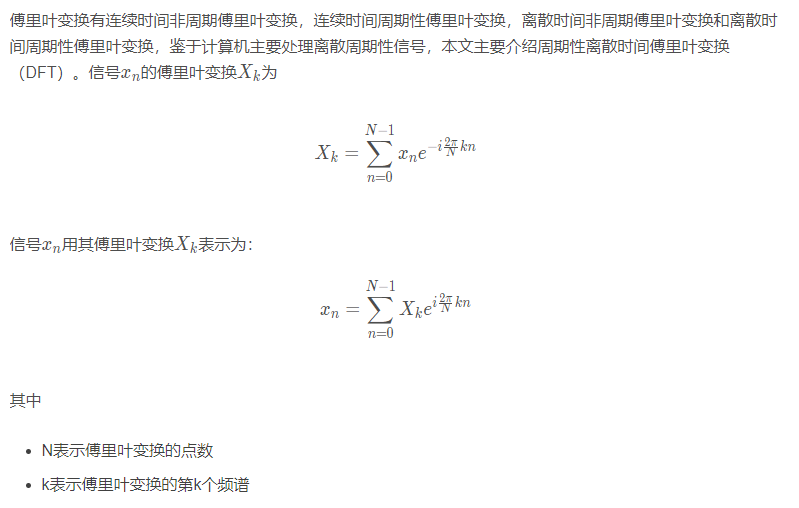 傅里叶变换有连续时间非周期傅里叶变换，连续时间周期性傅里叶变换，离散时间非周期傅里叶变换和离散时
间周期性傅里叶变换，鉴于计算机主要处理离散周期性信号，本文主要介绍周期性离散时间傅里叶变换
（DFT）。信号$x_n$的傅里叶变换$X_k$为
$X_k = \sum_{n=0}^{N-1} x_n e^{-i\frac{2\pi}{N}kn}$
信号$x_n$用其傅里叶变换$X_k$表示为：
$x_n = \sum_{n=0}^{N-1} X_k e^{i\frac{2\pi}{N}kn}$
其中
• N表示傅里叶变换的点数
• k表示傅里叶变换的第k个频谱